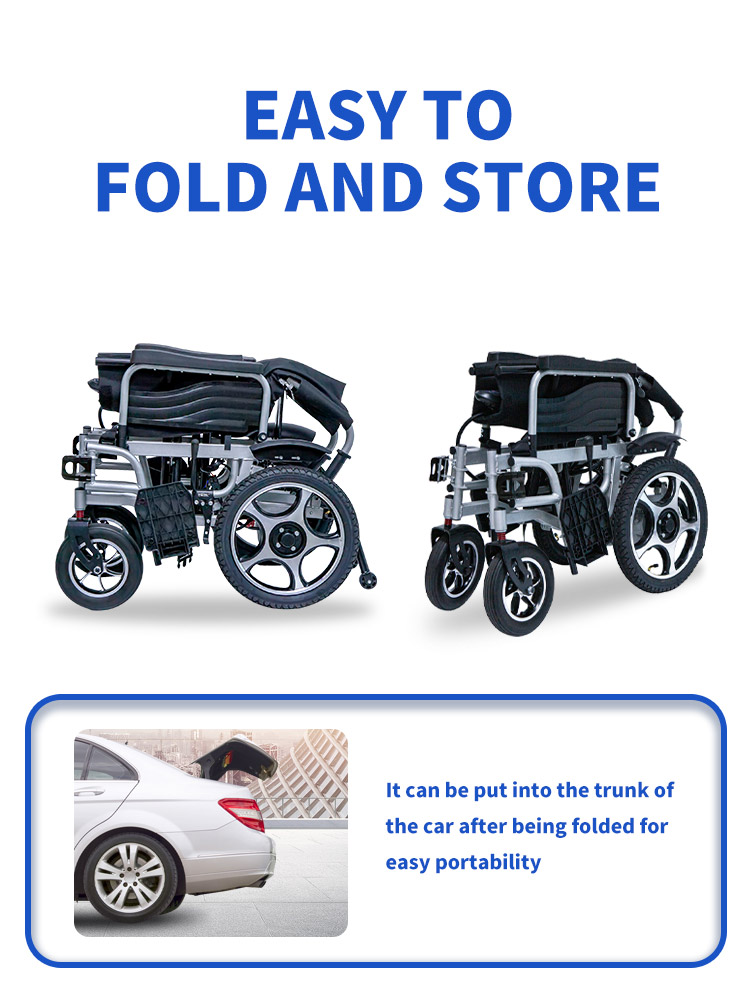 EASY TO
FOLD AND STORE
It can be put into the trunk of
the car after being folded for
easy portability